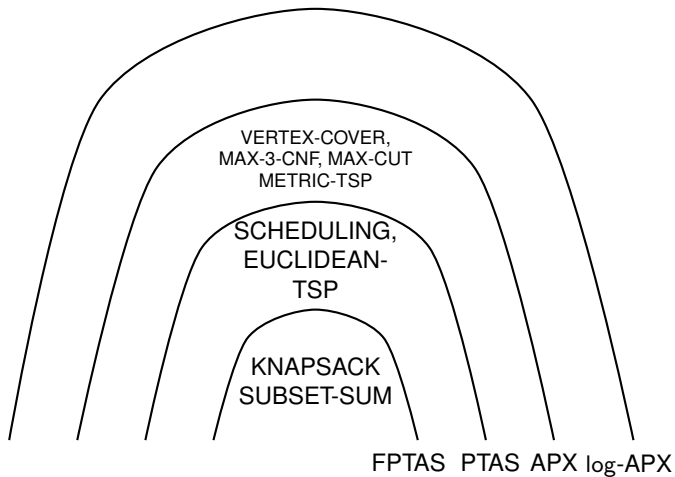 VERTEX-COVER,
MAX-3-CNF, MAX-CUT
METRIC-TSP
SCHEDULING,
EUCLIDEAN-
TSP
KNAPSACK
SUBSET-SUM
FPTAS PTAS APX log-APX